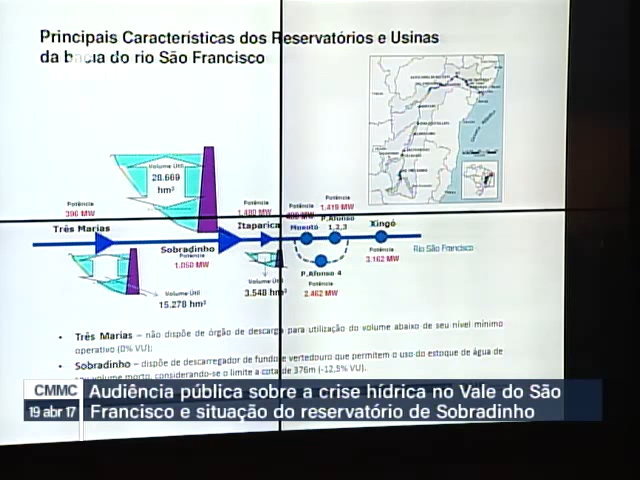 Principais Características dos Reservatórios e Usinas
da bacia do rio São Francisco
Volume Útil
28.669
hm³
Potência
396 MW
Potência
1.480 MW
Potência
Potência
1.419 MW
Três Marias
Sobradinho
Potência
1.050 MW
Itaparica
Moxotó
P.Afonso
1,2,3
Xingó
Potência
3.162 MW
Rio São Francisco
Volume Útil
15.278 hm³
Volume Útil
3.548 hm³
P.Afonso 4
Potência
2.462 MW
• Três Marias – não dispõe de órgão de descarga para utilização do volume abaixo de seu nível mínimo
operativo (0% VU);
• Sobradinho – dispõe de descarregador de fundo e vertedouro que permitem o uso do estoque de água de
seu volume morto, considerando-se o limite a cota de 376m (-12,5% VU).
CMMC
19 abr 17
Audiência pública sobre a crise hídrica no Vale do São
Francisco e situação do reservatório de Sobradinho